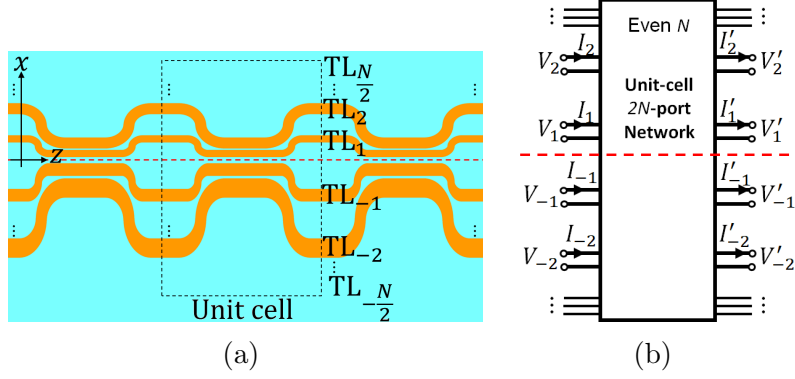 x
z
TL_{N/2}
⋮ ⋮ ⋮
TL_2
TL_1
TL_{−1}
TL_{−2}
⋮ ⋮
TL_{−N/2}
Unit cell
(a)
⋮ Even N ⋮
I_2 I′_2
V_2 V′_2
Unit-cell
2N-port
Network
I_1 I′_1
V_1 V′_1
I_{−1} I′_{−1}
V_{−1} V′_{−1}
I_{−2} I′_{−2}
V_{−2} V′_{−2}
⋮ ⋮
(b)